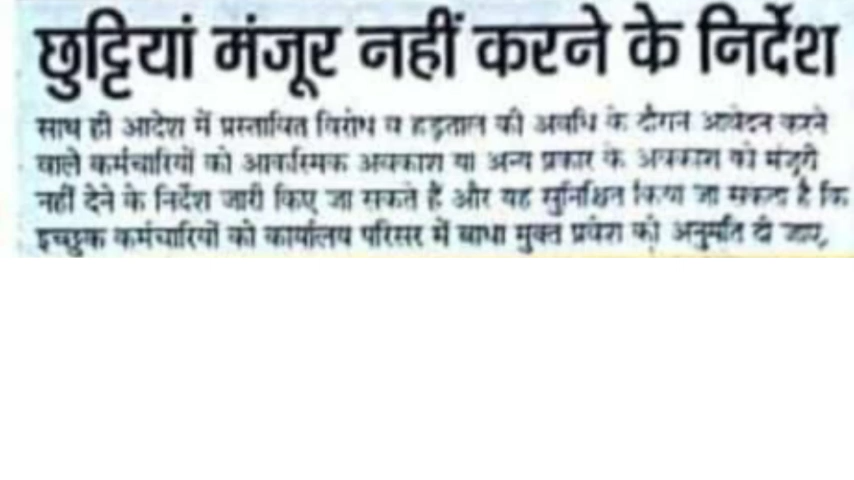 छुट्टियां मंजूर नहीं करने के निर्देश
साथ ही आदेश में प्रस्तावित विरोध व हड़ताल की अवधि के दौरान आवेदन करने
वाले कर्मचारियों को आकस्मिक अवकाश या अन्य प्रकार के अवकाश को मंजूरी
नहीं देने के निर्देश जारी किए जा सकते हैं और यह सुनिश्चित किया जा सकता है कि
इच्छुक कर्मचारियों को कार्यालय परिसर में बाधा मुक्त प्रवेश की अनुमति दी जाए,